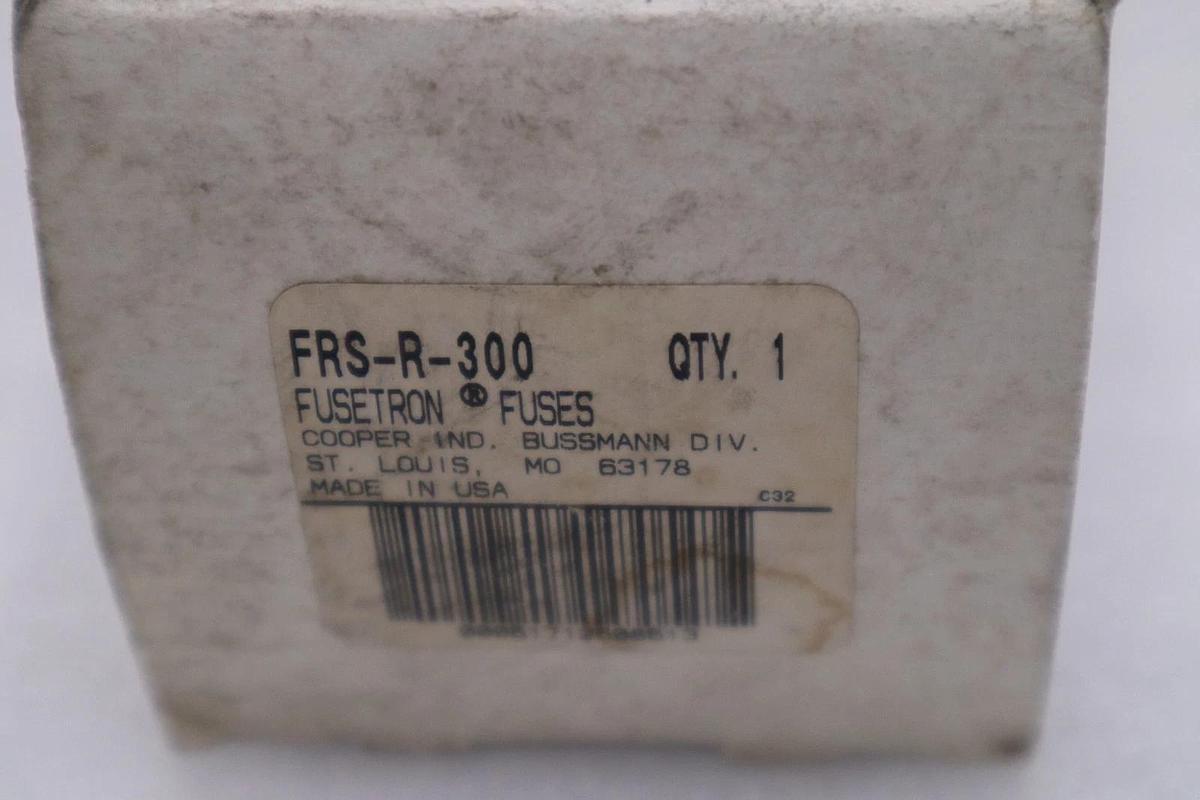 FRS-R-300 QTY. 1
FUSETRON ® FUSES
COOPER IND. BUSSMANN DIV.
ST. LOUIS, MO 63178
MADE IN USA C32